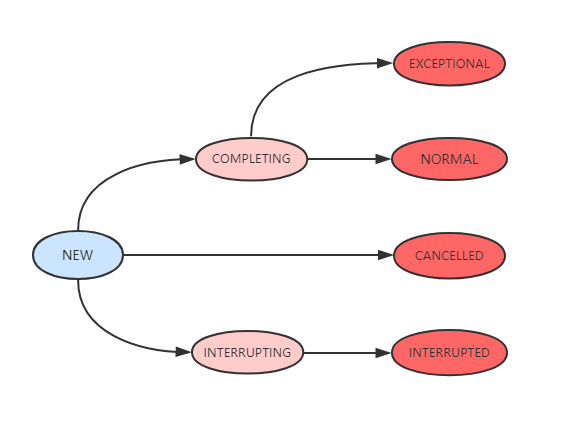 EXCEPTIONAL
COMPLETING
NORMAL
NEW
CANCELLED
INTERRUPTING
INTERRUPTED